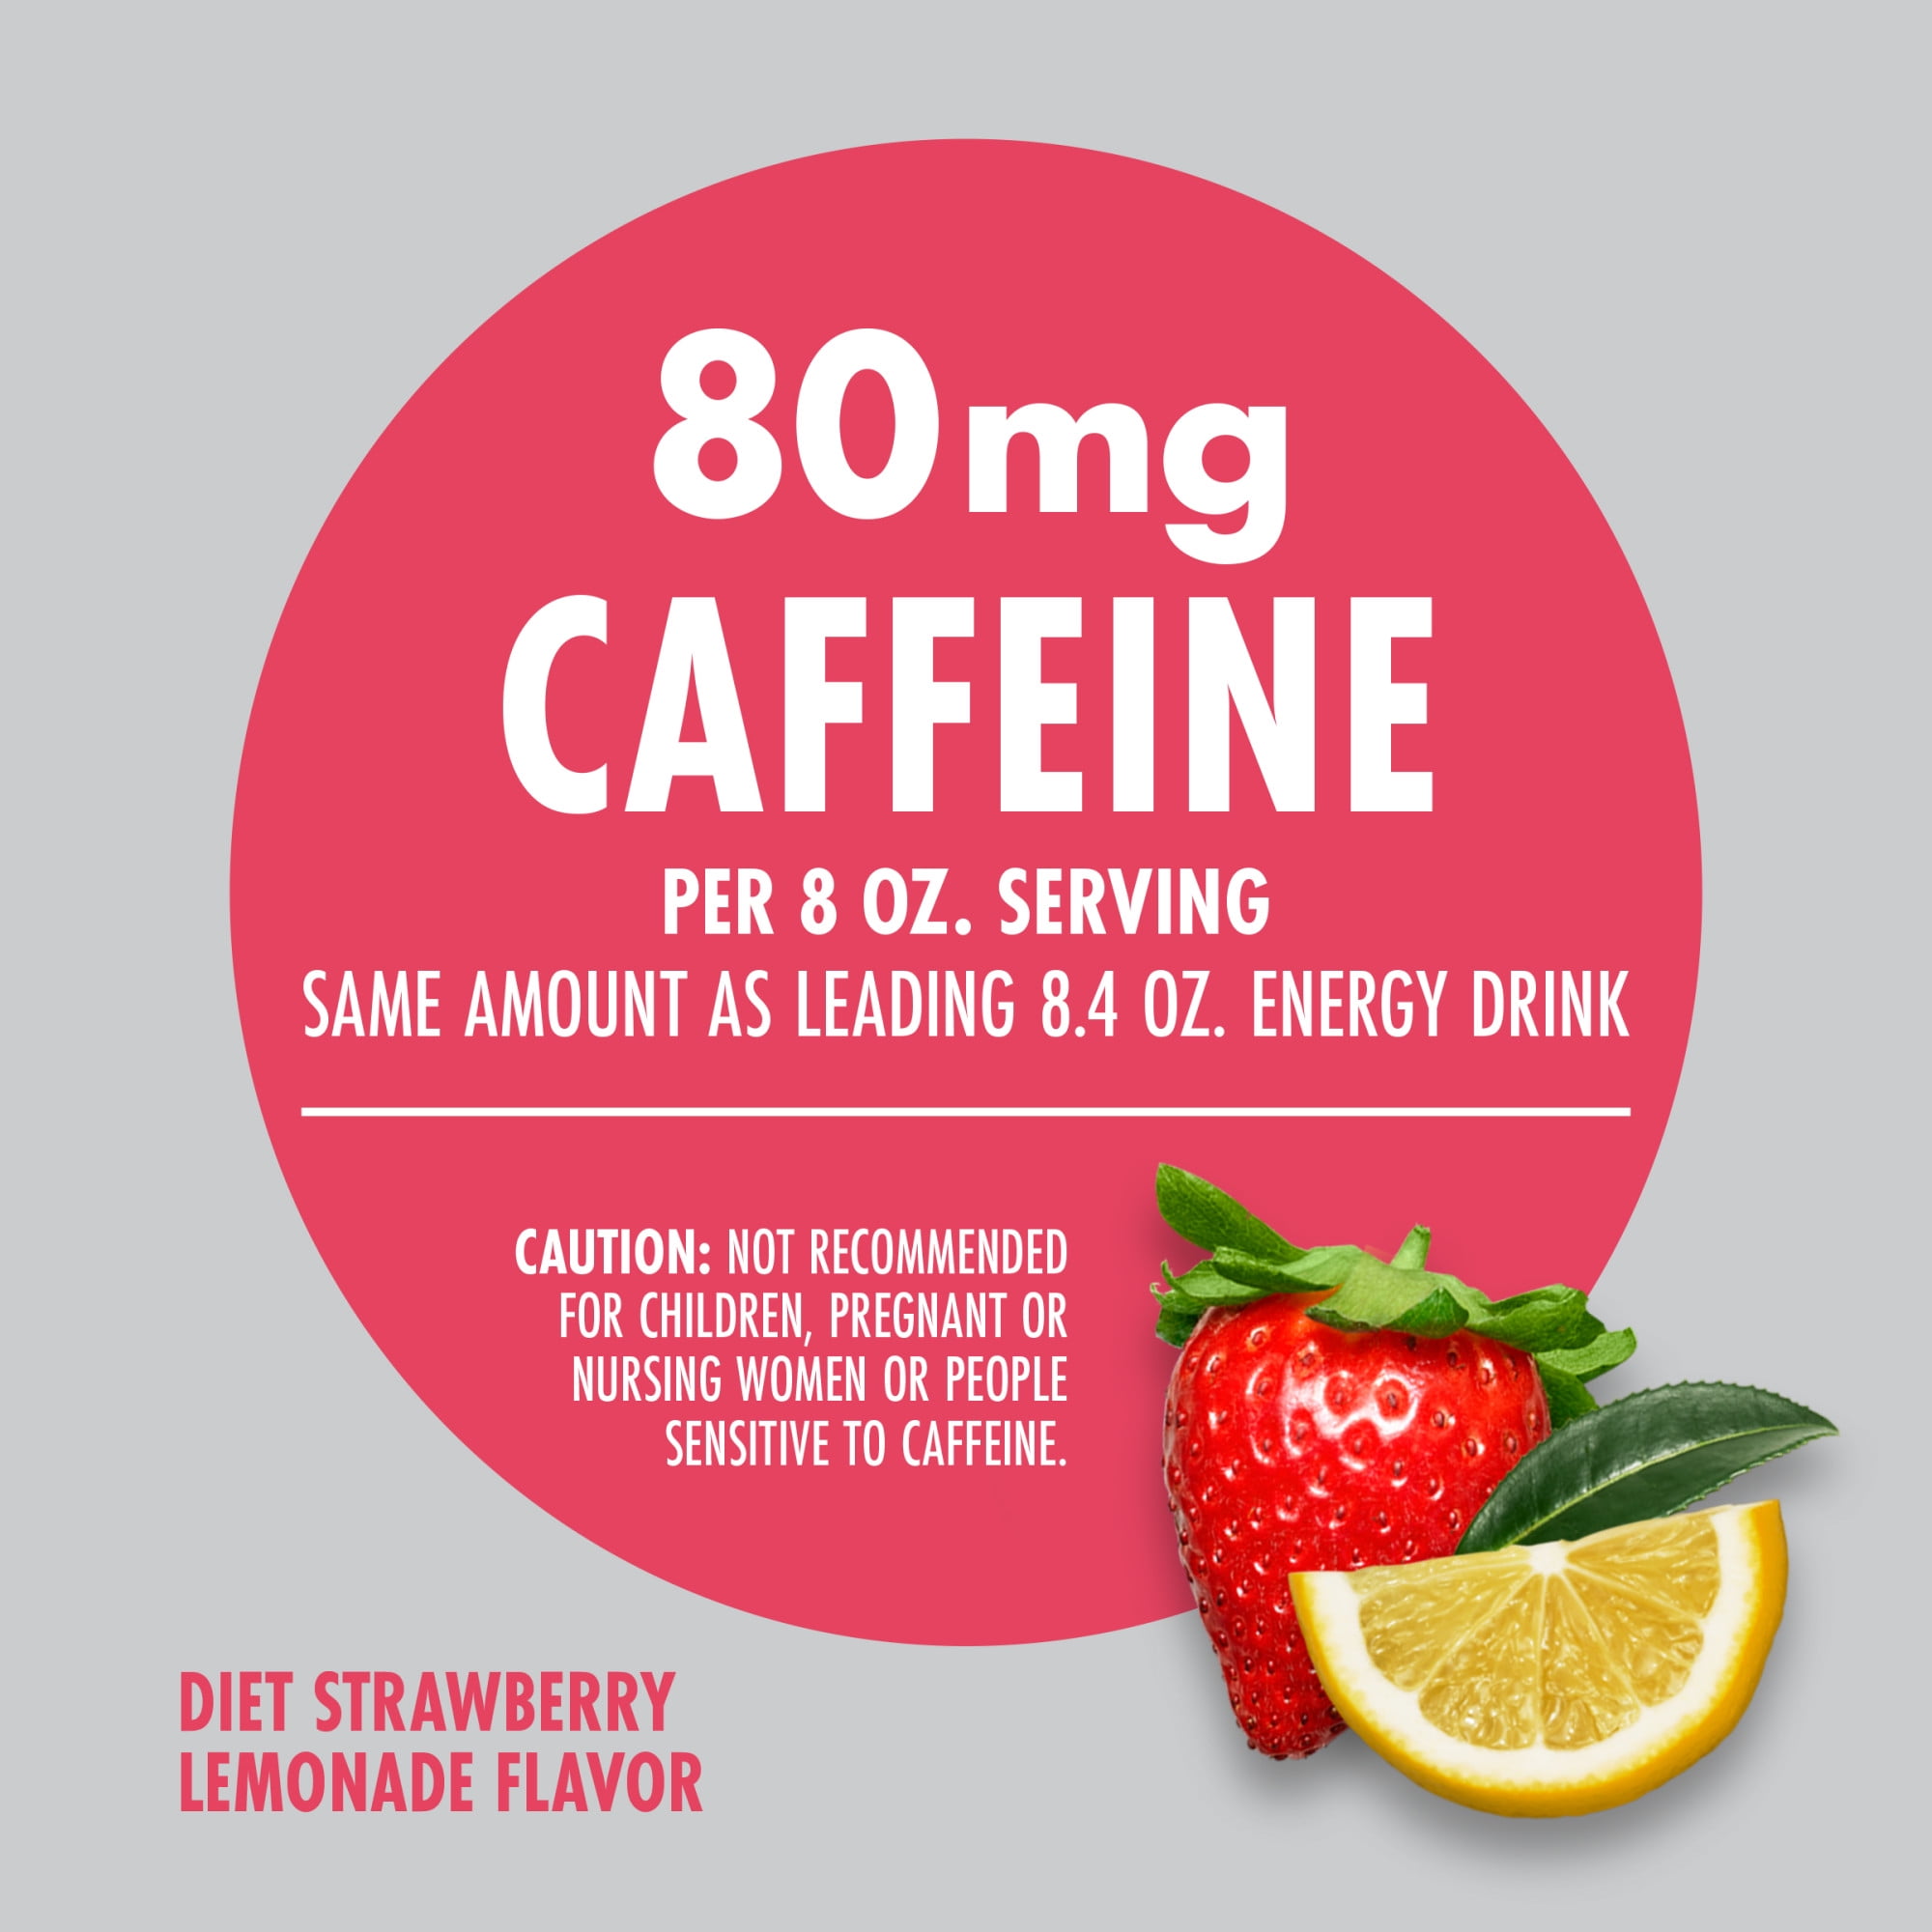 80mg
CAFFEINE
PER 8 OZ. SERVING
SAME AMOUNT AS LEADING 8.4 OZ. ENERGY DRINK
CAUTION: NOT RECOMMENDED
FOR CHILDREN, PREGNANT OR
NURSING WOMEN OR PEOPLE
SENSITIVE TO CAFFEINE.
DIET STRAWBERRY
LEMONADE FLAVOR